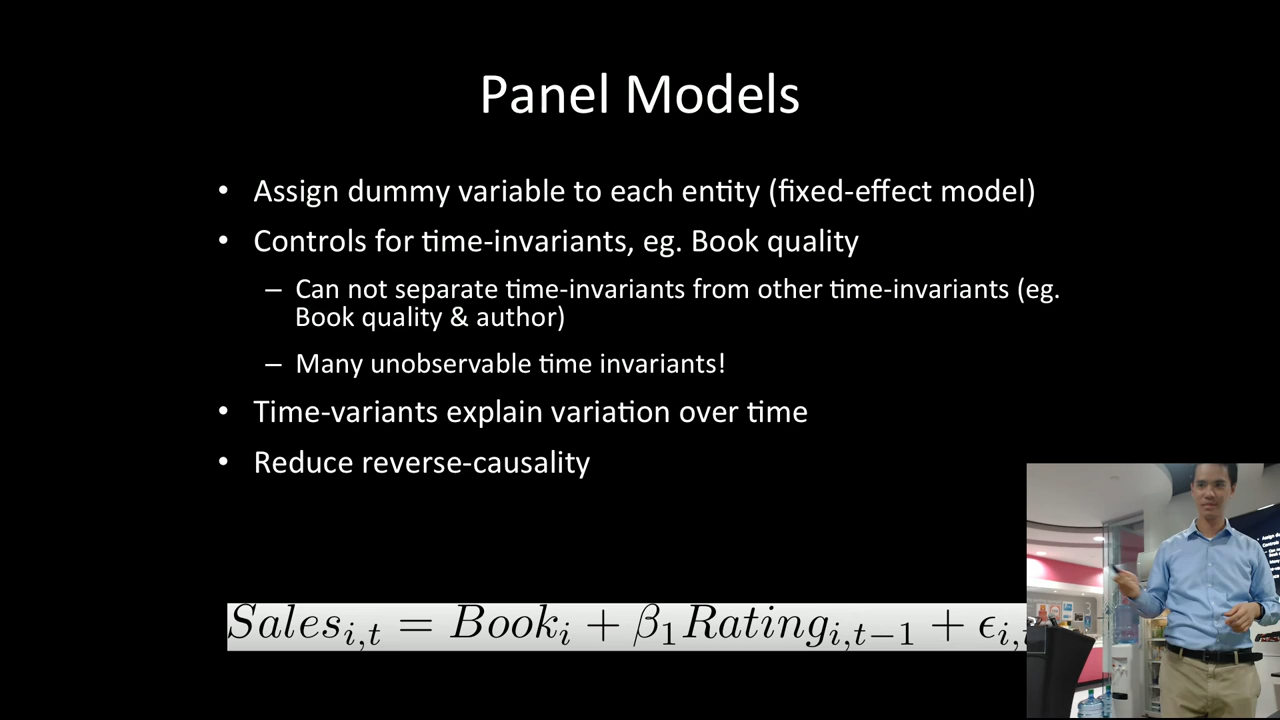 Panel Models
• Assign dummy variable to each entity (fixed-effect model)
• Controls for time-invariants, eg. Book quality
– Can not separate time-invariants from other time-invariants (eg.
Book quality & author)
– Many unobservable time invariants!
• Time-variants explain variation over time
• Reduce reverse-causality
Sales_{i,t} = Book_i + β_1 Rating_{i,t−1} + ϵ_{i,t}